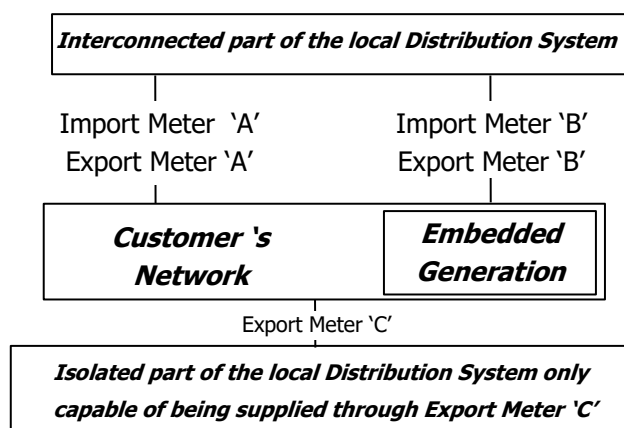 Interconnected part of the local Distribution System
Import Meter ‘A’ Import Meter ‘B’
Export Meter ‘A’ Export Meter ‘B’
Customer ‘s Embedded
Network Generation
Export Meter ‘C’
Isolated part of the local Distribution System only
capable of being supplied through Export Meter ‘C’